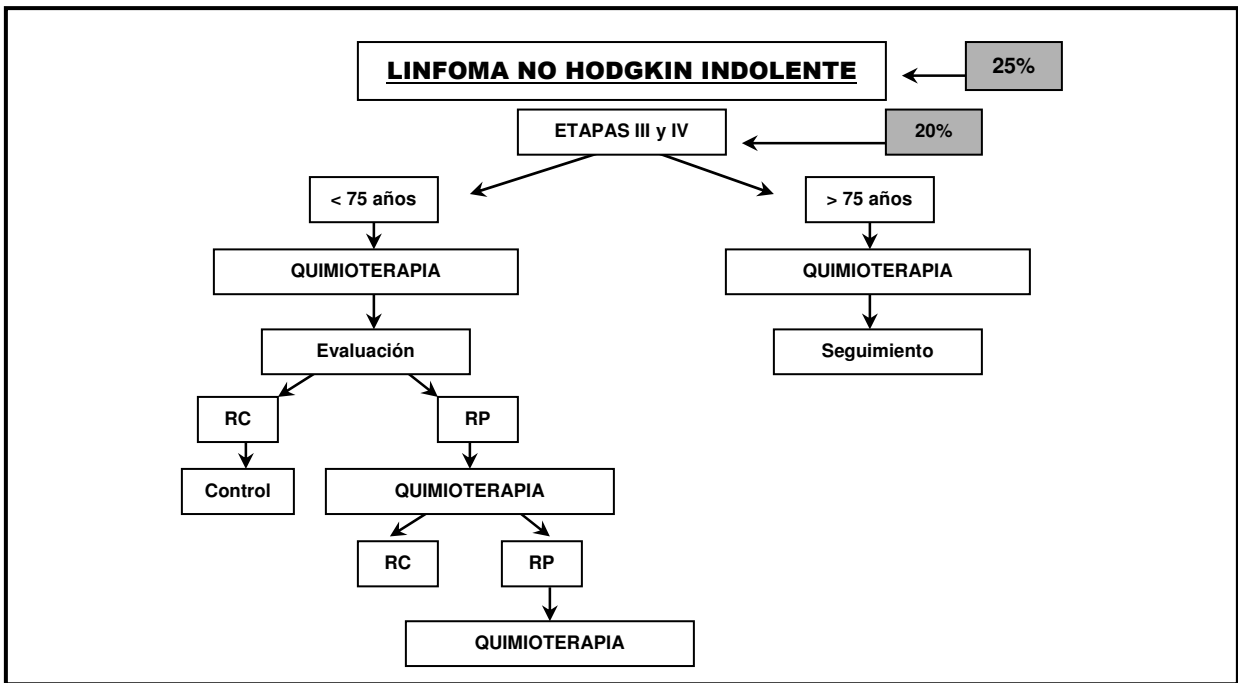 LINFOMA NO HODGKIN INDOLENTE
25%
ETAPAS III y IV
20%
< 75 años
> 75 años
QUIMIOTERAPIA
QUIMIOTERAPIA
Evaluación
Seguimiento
RC
RP
Control
QUIMIOTERAPIA
RC
RP
QUIMIOTERAPIA